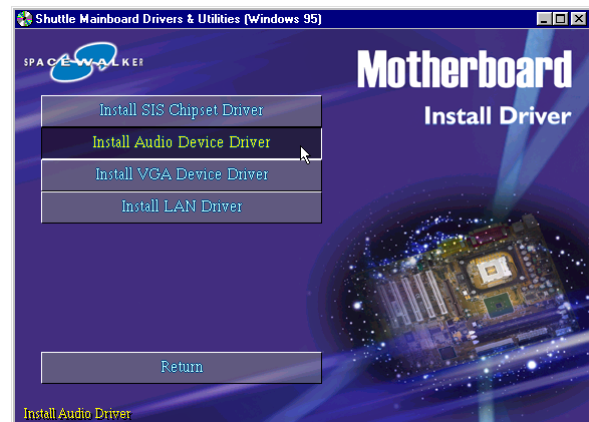 Shuttle Mainboard Drivers & Utilities (Windows 95)
SPACEWALKER
Motherboard
Install Driver
Install SIS Chipset Driver
Install Audio Device Driver
Install VGA Device Driver
Install LAN Driver
Return
Install Audio Driver